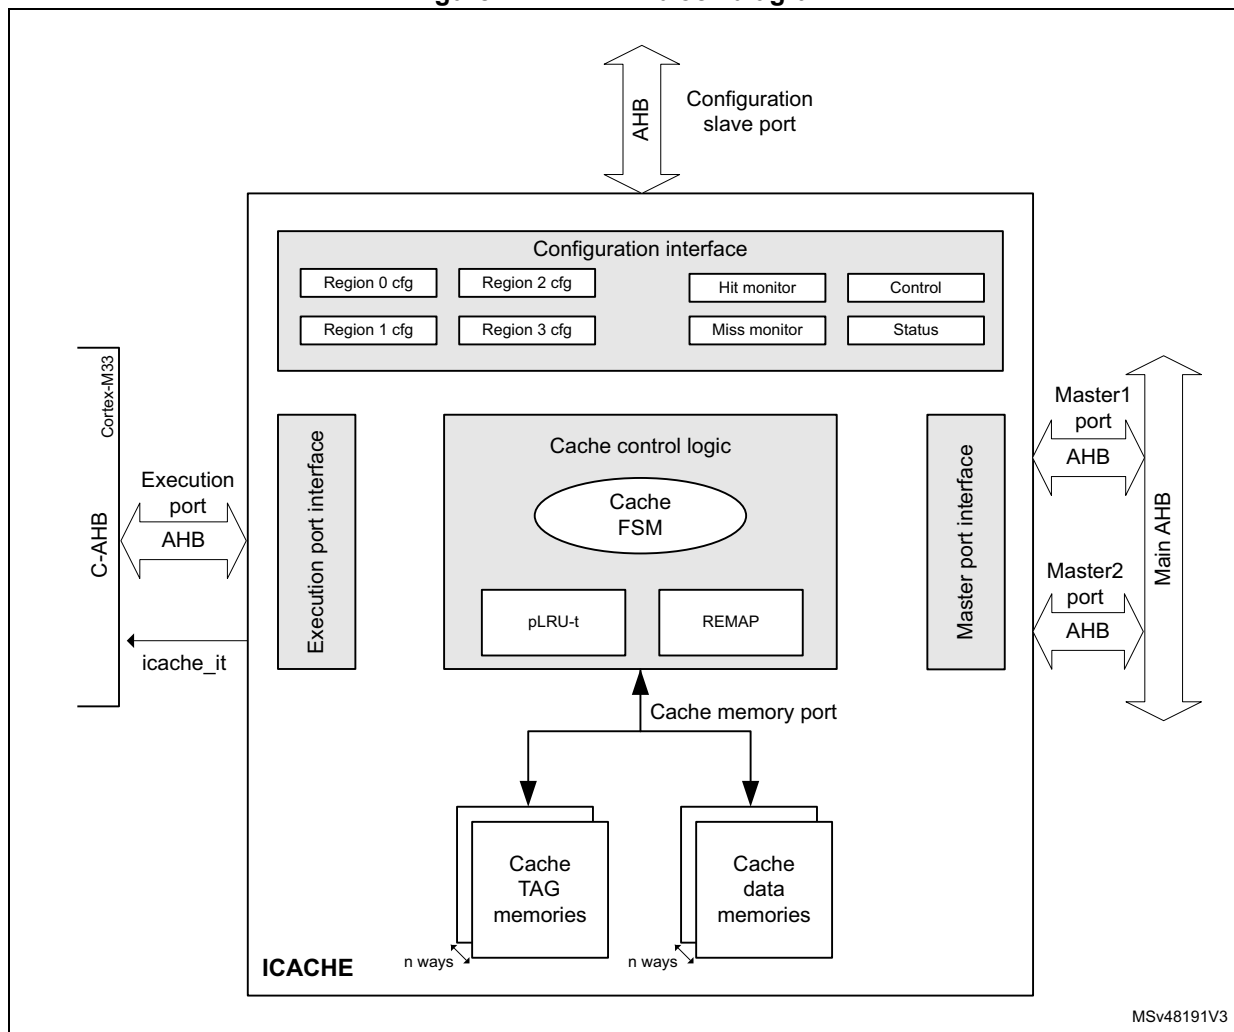 AHB
Configuration
slave port
Configuration interface
Region 0 cfg
Region 2 cfg
Hit monitor
Control
Region 1 cfg
Region 3 cfg
Miss monitor
Status
Cortex-M33
C-AHB
Execution
port
AHB
icache_it
Execution port interface
Cache control logic
Cache
FSM
pLRU-t
REMAP
Master port interface
Master1
port
AHB
Master2
port
AHB
Main AHB
Cache memory port
Cache
TAG
memories
n ways
Cache
data
memories
n ways
ICACHE
MSv48191V3